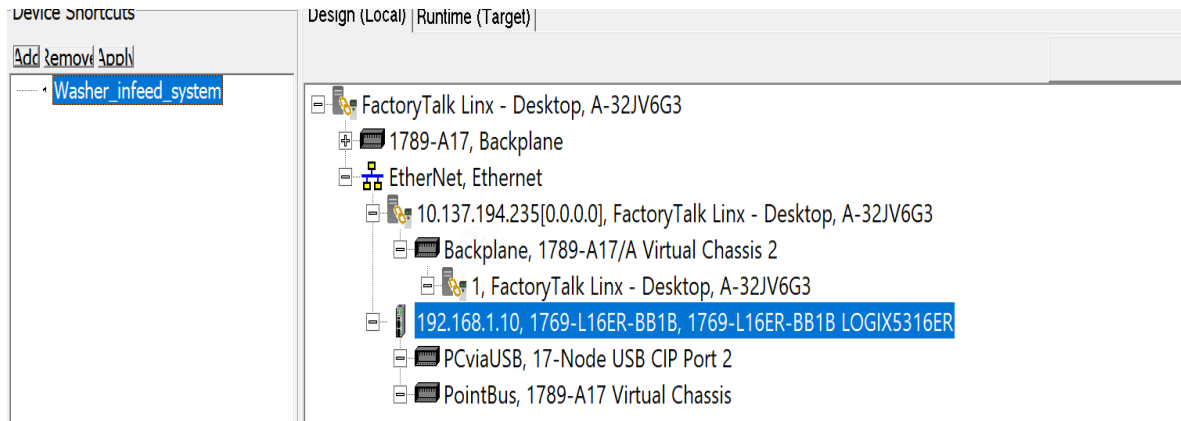 Device Shortcuts
Design (Local)
Runtime (Target)
Add Remove Apply
Washer_infeed_system
FactoryTalk Linx - Desktop, A-32JV6G3
1789-A17, Backplane
EtherNet, Ethernet
10.137.194.235[0.0.0.0], FactoryTalk Linx - Desktop, A-32JV6G3
Backplane, 1789-A17/A Virtual Chassis 2
1, FactoryTalk Linx - Desktop, A-32JV6G3
192.168.1.10, 1769-L16ER-BB1B, 1769-L16ER-BB1B LOGIX5316ER
PCviaUSB, 17-Node USB CIP Port 2
PointBus, 1789-A17 Virtual Chassis